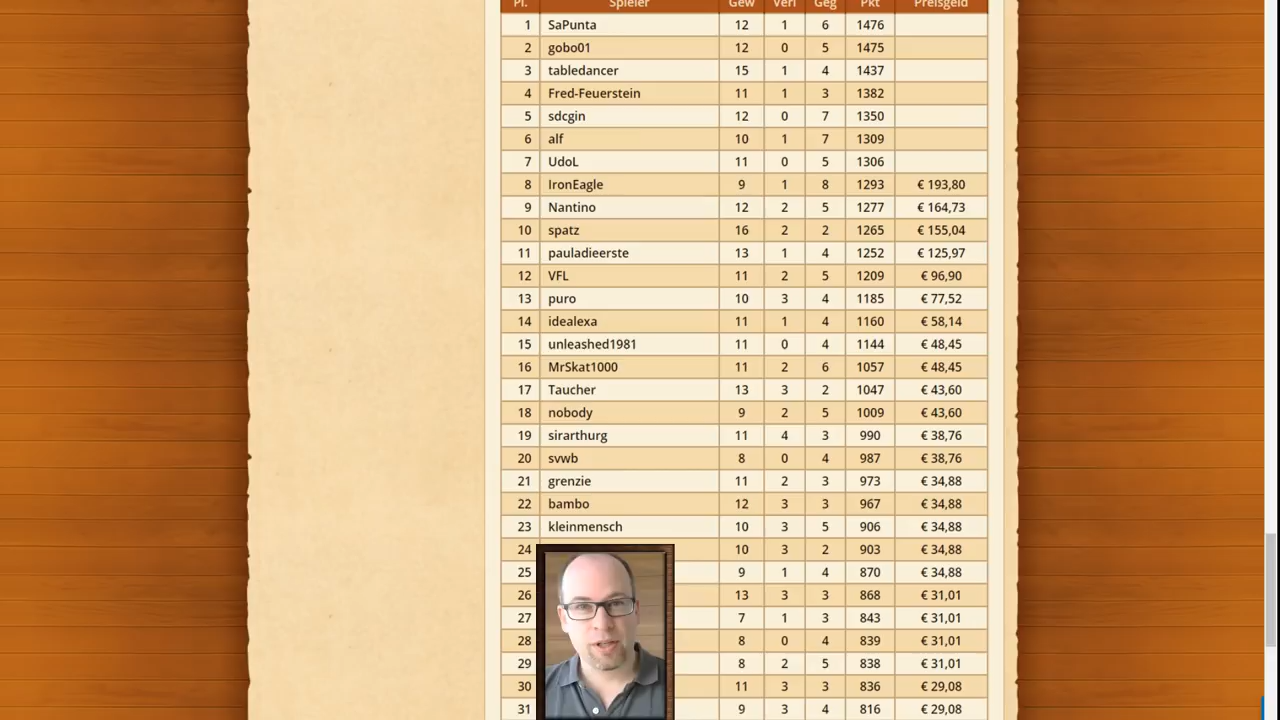 Pl. Spieler Gew Verl Geg Pkt Preisgeld
1 SaPunta 12 1 6 1476
2 gobo01 12 0 5 1475
3 tabledancer 15 1 4 1437
4 Fred-Feuerstein 11 1 3 1382
5 sdcgin 12 0 7 1350
6 alf 10 1 7 1309
7 UdoL 11 0 5 1306
8 IronEagle 9 1 8 1293 € 193,80
9 Nantino 12 2 5 1277 € 164,73
10 spatz 16 2 2 1265 € 155,04
11 pauladieerste 13 1 4 1252 € 125,97
12 VFL 11 2 5 1209 € 96,90
13 puro 10 3 4 1185 € 77,52
14 idealexa 11 1 4 1160 € 58,14
15 unleashed1981 11 0 4 1144 € 48,45
16 MrSkat1000 11 2 6 1057 € 48,45
17 Taucher 13 3 2 1047 € 43,60
18 nobody 9 2 5 1009 € 43,60
19 sirarthurg 11 4 3 990 € 38,76
20 svwb 8 0 4 987 € 38,76
21 grenzie 11 2 3 973 € 34,88
22 bambo 12 3 3 967 € 34,88
23 kleinmensch 10 3 5 906 € 34,88
24 10 3 2 903 € 34,88
25 9 1 4 870 € 34,88
26 13 3 3 868 € 31,01
27 7 1 3 843 € 31,01
28 8 0 4 839 € 31,01
29 8 2 5 838 € 31,01
30 11 3 3 836 € 29,08
31 9 3 4 816 € 29,08